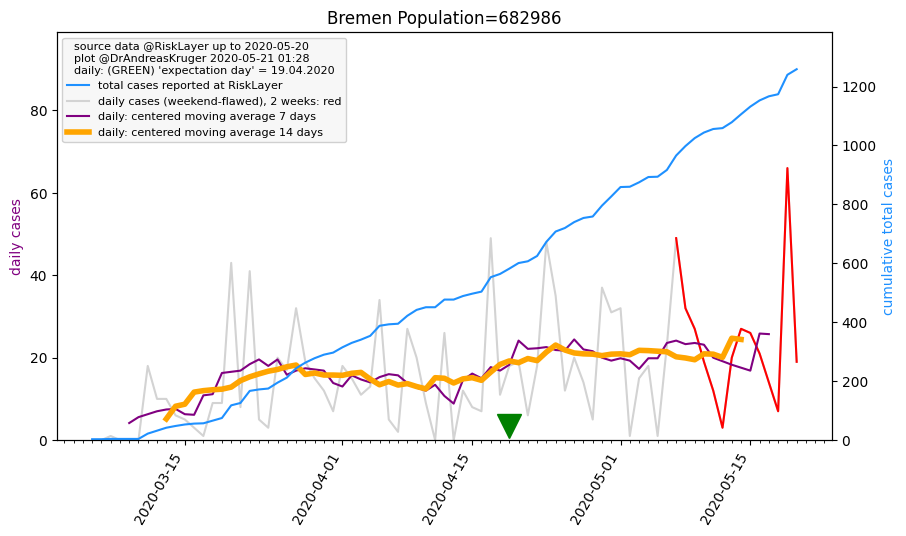 Bremen Population=682986
source data @RiskLayer up to 2020-05-20
plot @DrAndreasKruger 2020-05-21 01:28
daily: (GREEN) 'expectation day' = 19.04.2020
total cases reported at RiskLayer
daily cases (weekend-flawed), 2 weeks: red
daily: centered moving average 7 days
daily: centered moving average 14 days
daily cases
80
60
40
20
0
cumulative total cases
1200
1000
800
600
400
200
0
2020-03-15
2020-04-01
2020-04-15
2020-05-01
2020-05-15